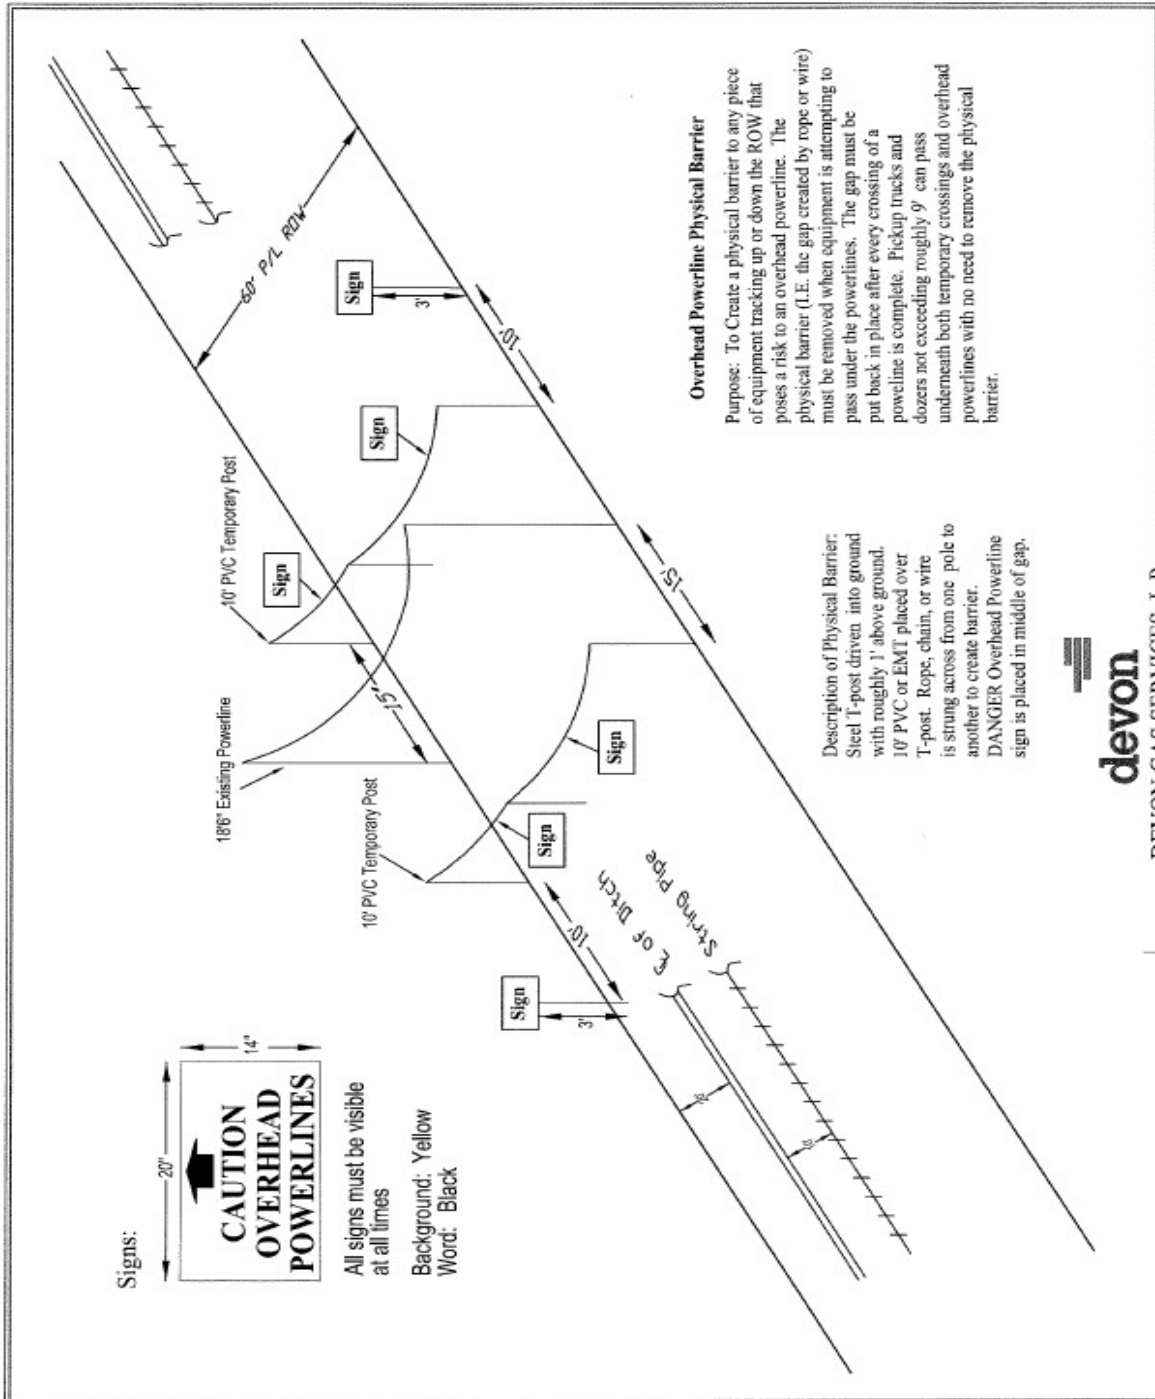 Signs:
20"
14"
CAUTION
OVERHEAD
POWERLINES
All signs must be visible
at all times
Background: Yellow
Word: Black
18'6" Existing Powerline
10' PVC Temporary Post
10' PVC Temporary Post
60' P/L ROW
Sign
Sign
Sign
Sign
Sign
Sign
3'
3'
10'
10'
15'
15'
℄ of Ditch
String Pipe
Description of Physical Barrier:
Steel T-post driven into ground
with roughly 1' above ground.
10' PVC or EMT placed over
T-post. Rope, chain, or wire
is strung across from one pole to
another to create barrier.
DANGER Overhead Powerline
sign is placed in middle of gap.
Overhead Powerline Physical Barrier
Purpose: To Create a physical barrier to any piece
of equipment tracking up or down the ROW that
poses a risk to an overhead powerline. The
physical barrier (I.E. the gap created by rope or wire)
must be removed when equipment is attempting to
pass under the powerlines. The gap must be
put back in place after every crossing of a
poweline is complete. Pickup trucks and
dozers not exceeding roughly 9' can pass
underneath both temporary crossings and overhead
powerlines with no need to remove the physical
barrier.
devon
DEVON GAS SERVICES, L.P.